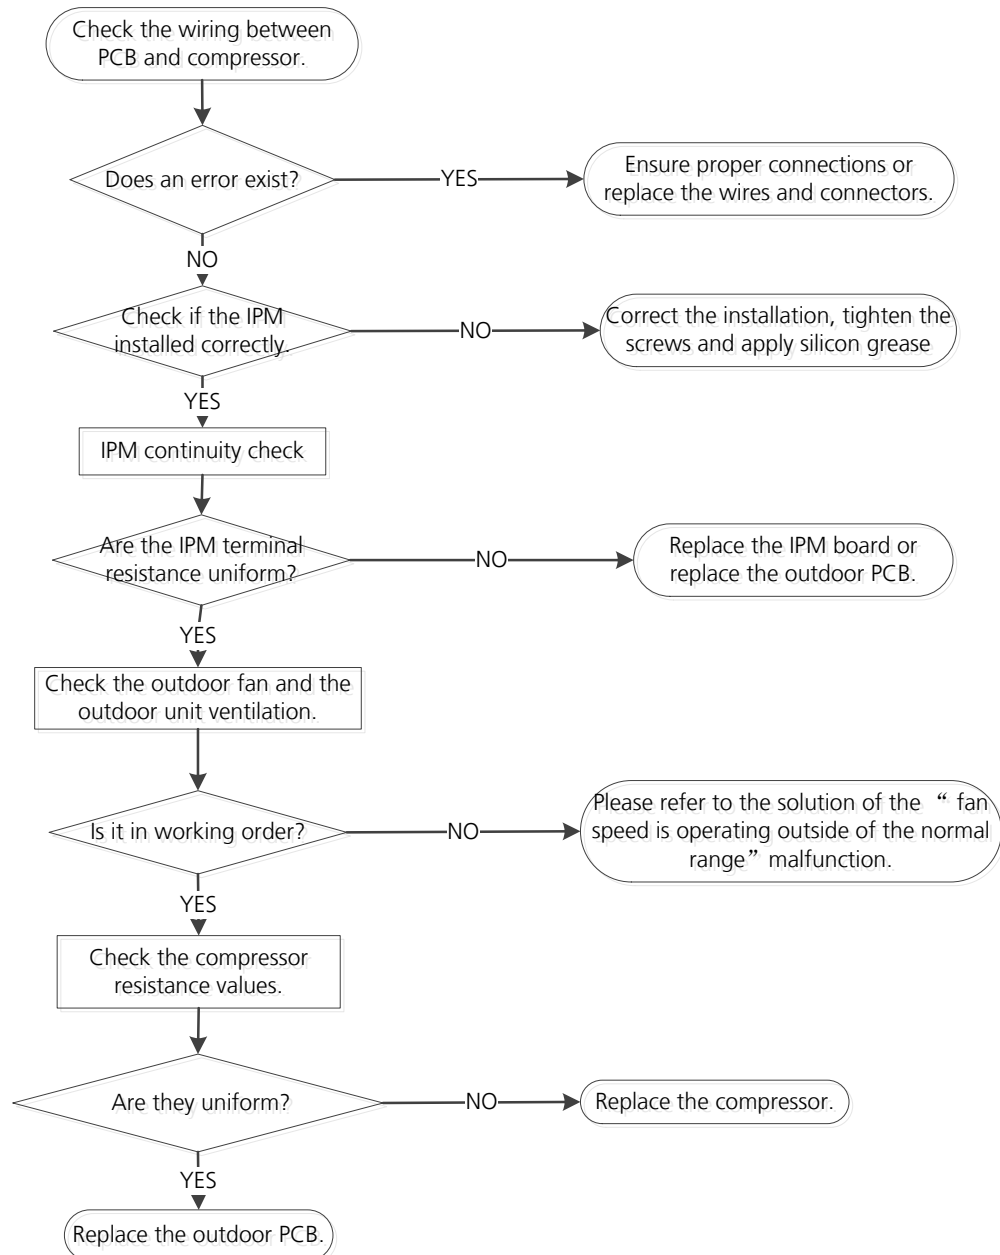 Check the wiring between
PCB and compressor.
Does an error exist?
YES
Ensure proper connections or
replace the wires and connectors.
NO
Check if the IPM
installed correctly.
NO
Correct the installation, tighten the
screws and apply silicon grease
YES
IPM continuity check
Are the IPM terminal
resistance uniform?
NO
Replace the IPM board or
replace the outdoor PCB.
YES
Check the outdoor fan and the
outdoor unit ventilation.
Is it in working order?
NO
Please refer to the solution of the “ fan
speed is operating outside of the normal
range” malfunction.
YES
Check the compressor
resistance values.
Are they uniform?
NO
Replace the compressor.
YES
Replace the outdoor PCB.